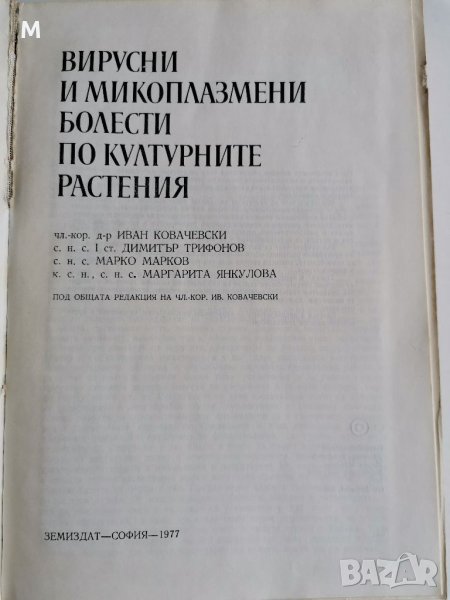 М
ВИРУСНИ
И МИКОПЛАЗМЕНИ
БОЛЕСТИ
ПО КУЛТУРНИТЕ
РАСТЕНИЯ
чл.-кор. д-р ИВАН КОВАЧЕВСКИ
с. н. с. I ст. ДИМИТЪР ТРИФОНОВ
с. н. с. МАРКО МАРКОВ
к. с. н., с. н. с. МАРГАРИТА ЯНКУЛОВА
ПОД ОБЩАТА РЕДАКЦИЯ НА ЧЛ.-КОР. ИВ. КОВАЧЕВСКИ
ЗЕМИЗДАТ—СОФИЯ—1977
BAZAR